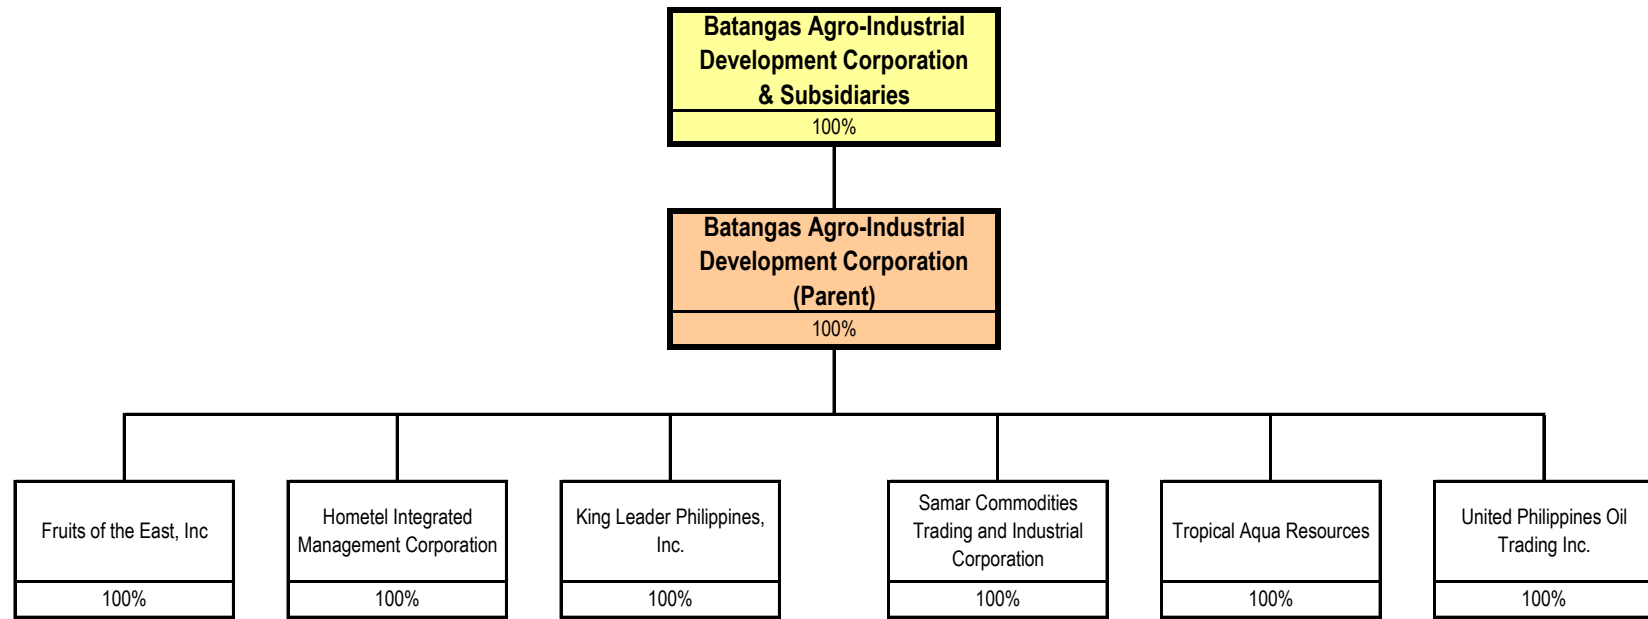 Batangas Agro-Industrial
Development Corporation
& Subsidiaries
100%
Batangas Agro-Industrial
Development Corporation
(Parent)
100%
Fruits of the East, Inc
100%
Hometel Integrated
Management Corporation
100%
King Leader Philippines,
Inc.
100%
Samar Commodities
Trading and Industrial
Corporation
100%
Tropical Aqua Resources
100%
United Philippines Oil
Trading Inc.
100%